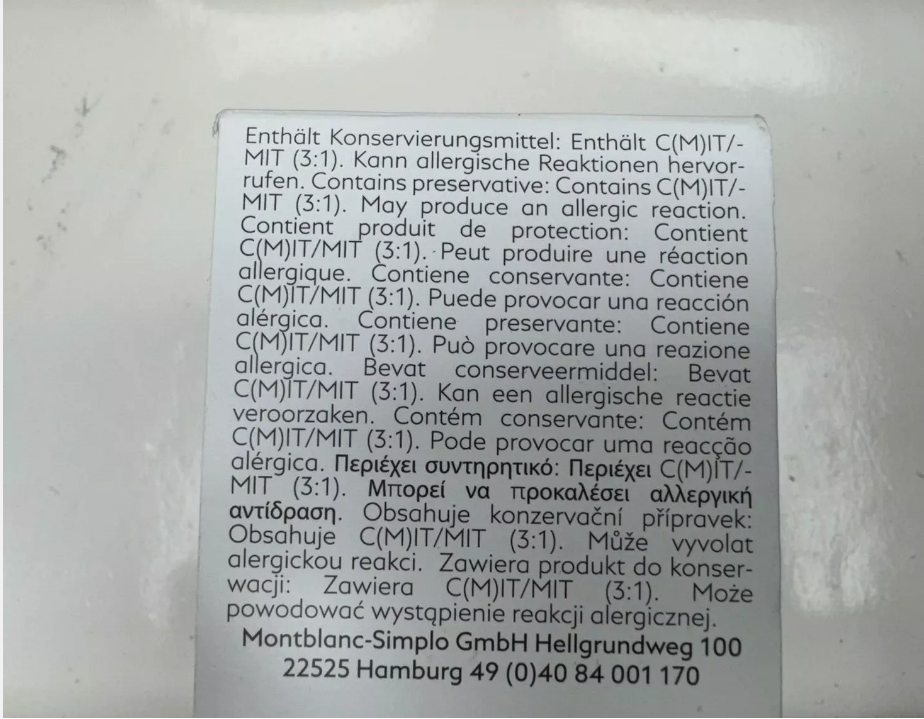 Enthält Konservierungsmittel: Enthält C(M)IT/-
MIT (3:1). Kann allergische Reaktionen hervor-
rufen. Contains preservative: Contains C(M)IT/-
MIT (3:1). May produce an allergic reaction.
Contient produit de protection: Contient
C(M)IT/MIT (3:1). Peut produire une réaction
allergique. Contiene conservante: Contiene
C(M)IT/MIT (3:1). Puede provocar una reacción
alérgica. Contiene preservante: Contiene
C(M)IT/MIT (3:1). Può provocare una reazione
allergica. Bevat conserveermiddel: Bevat
C(M)IT/MIT (3:1). Kan een allergische reactie
veroorzaken. Contém conservante: Contém
C(M)IT/MIT (3:1). Pode provocar uma reacção
alérgica. Περιέχει συντηρητικό: Περιέχει C(M)IT/-
MIT (3:1). Μπορεί να προκαλέσει αλλεργική
αντίδραση. Obsahuje konzervační přípravek:
Obsahuje C(M)IT/MIT (3:1). Může vyvolat
alergickou reakci. Zawiera produkt do konser-
wacji: Zawiera C(M)IT/MIT (3:1). Może
powodować wystąpienie reakcji alergicznej.
Montblanc-Simplo GmbH Hellgrundweg 100
22525 Hamburg 49 (0)40 84 001 170